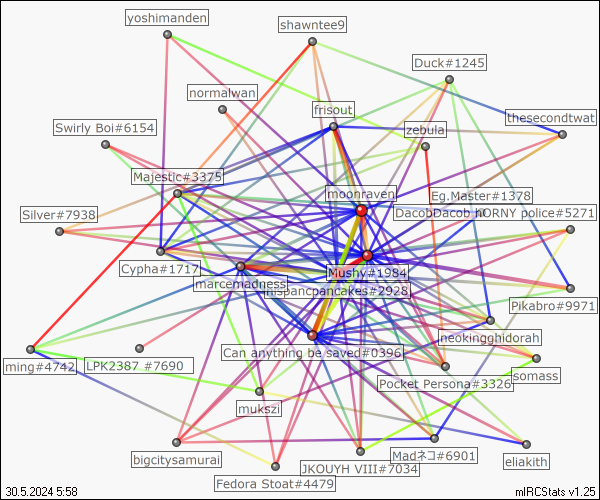 yoshimanden
shawntee9
Duck#1245
normalwan
frisout
thesecondtwat
Swirly Boi#6154
zebula
Majestic#3375
moonraven
Eg.Master#1378
Silver#7938
DacobDacob
HORNY police#5271
Cypha#1717
Mushy#1984
marcemadness
rispancpancakes#2928
Pikabro#9971
neokingghidorah
Can anything be saved#0396
ming#4742
LPK2387 #7690
somass
Pocket Persona#3326
mukszi
Madネコ#6901
bigcitysamurai
eliakith
JKOUYH VIII#7034
Fedora Stoat#4479
30.5.2024 5:58
mIRCStats v1.25